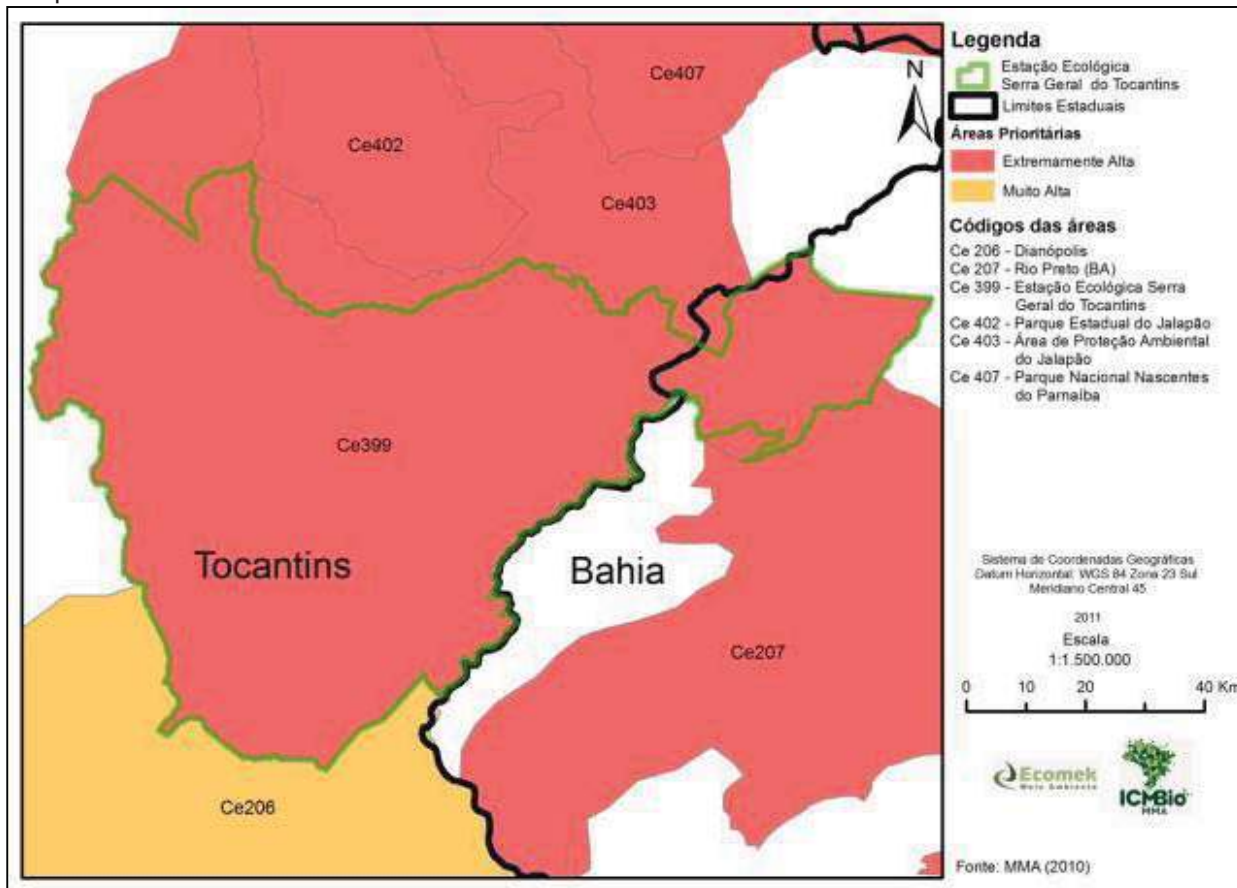 Ce407
Ce402
Ce403
Ce399
Tocantins
Bahia
Ce207
Ce206
Legenda
N
Estação Ecológica
Serra Geral do Tocantins
Limites Estaduais
Áreas Prioritárias
Extremamente Alta
Muito Alta
Códigos das áreas
Ce 206 - Dianópolis
Ce 207 - Rio Preto (BA)
Ce 399 - Estação Ecológica Serra
Geral do Tocantins
Ce 402 - Parque Estadual do Jalapão
Ce 403 - Área de Proteção Ambiental
do Jalapão
Ce 407 - Parque Nacional Nascentes
do Parnaíba
Sistema de Coordenadas Geográficas
Datum Horizontal: WGS 84 Zona 23 Sul
Meridiano Central 45
2011
Escala
1:1.500.000
0 10 20 40 Km
Ecomek
Meio Ambiente
ICMBio
MMA
Fonte: MMA (2010)